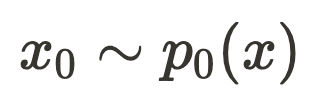 x₀ ∼ p₀(x)